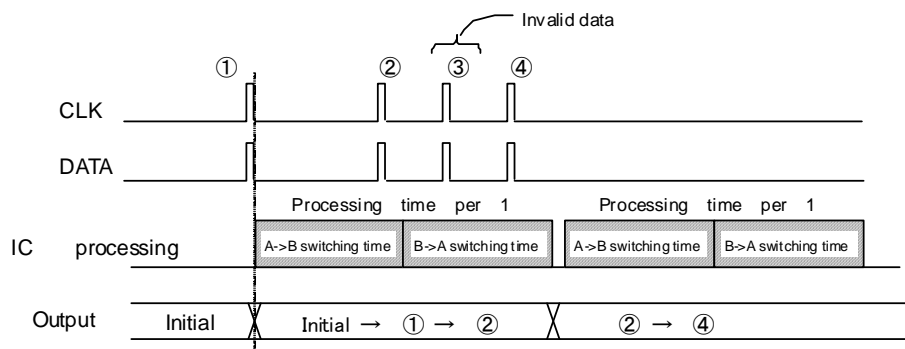 Invalid data
① ② ③ ④
CLK
DATA
Processing time per 1 Processing time per 1
IC processing A->B switching time B->A switching time A->B switching time B->A switching time
Output Initial Initial → ① → ② ② → ④